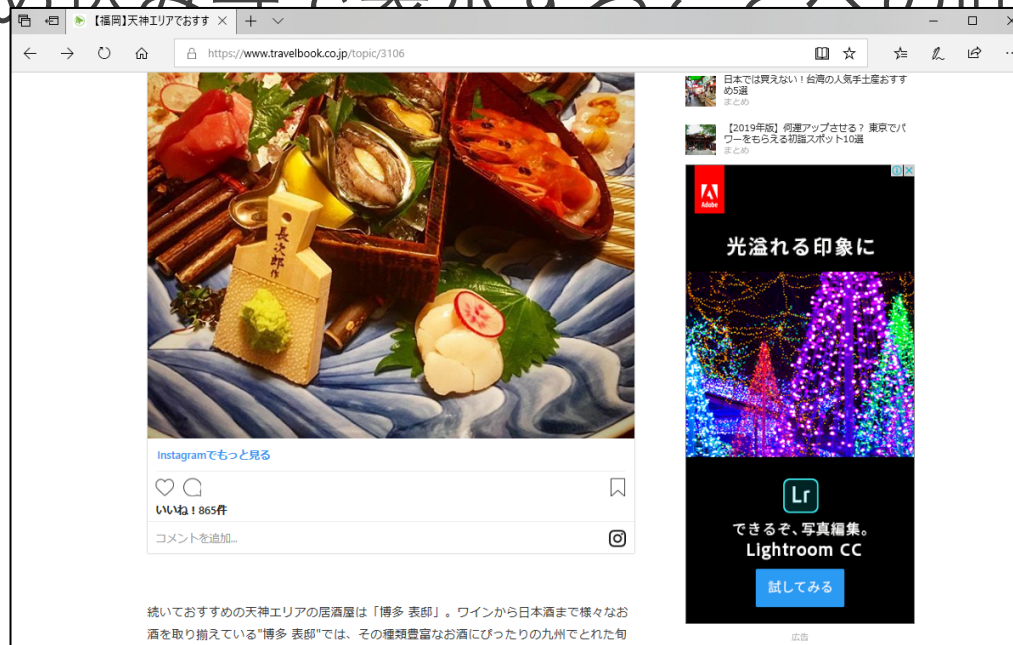 【福岡】天神エリアでおすす
https://www.travelbook.co.jp/topic/3106
長次郎作
Instagramでもっと見る
いいね！865件
コメントを追加...
続いておすすめの天神エリアの居酒屋は「博多 表邸」。ワインから日本酒まで様々なお
酒を取り揃えている"博多 表邸"では、その種類豊富なお酒にぴったりの九州でとれた旬
日本では買えない！台湾の人気手土産おすす
め5選
まとめ
【2019年版】何運アップさせる？ 東京でパ
ワーをもらえる初詣スポット10選
まとめ
Adobe
光溢れる印象に
Lr
できるぞ、写真編集。
Lightroom CC
試してみる
広告